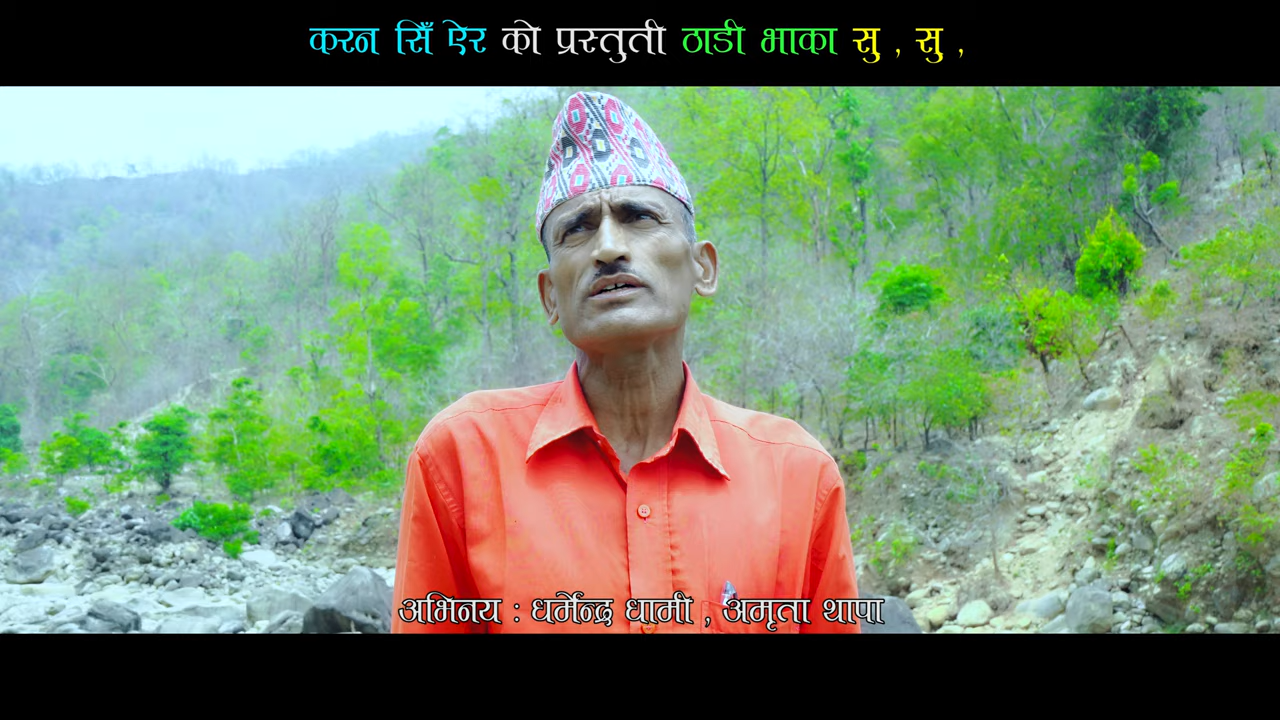 करन सिँ ऐर को प्रस्तुती ठाडी भाका सु , सु ,
अभिनय : धर्मेन्द्र धामी , अमृता थापा